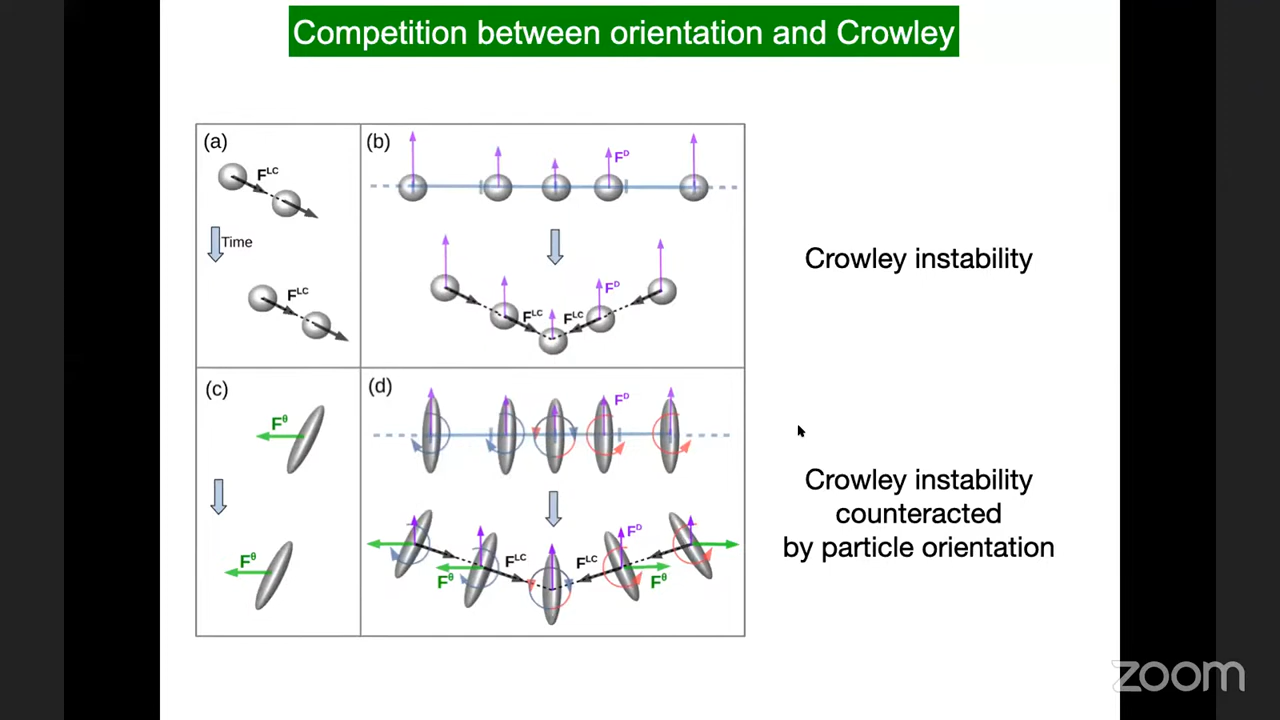 Competition between orientation and Crowley
(a)
F^LC
Time
F^LC
(b)
F^D
F^D
F^LC F^LC
Crowley instability
(c)
F^θ
F^θ
(d)
F^D
F^D
F^LC F^LC
F^θ F^θ
Crowley instability
counteracted
by particle orientation
zoom